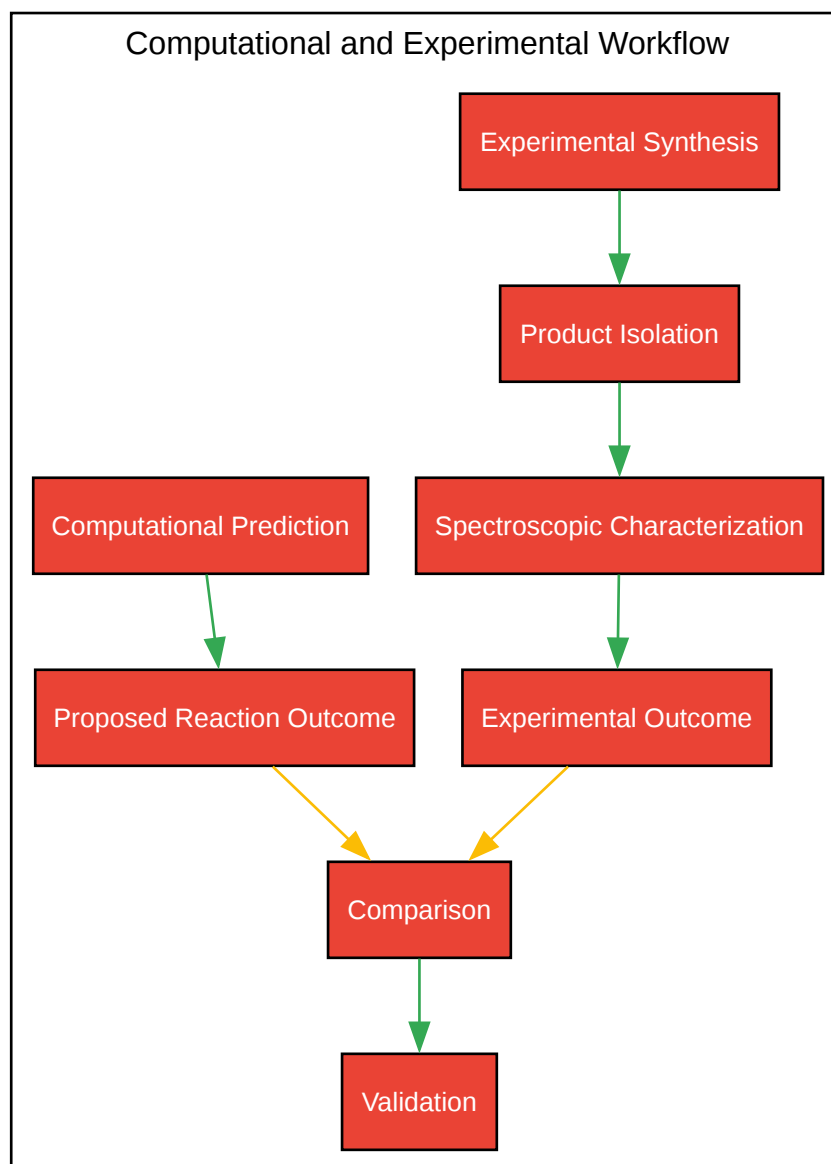 Computational and Experimental Workflow
Experimental Synthesis
Product Isolation
Computational Prediction
Spectroscopic Characterization
Proposed Reaction Outcome
Experimental Outcome
Comparison
Validation